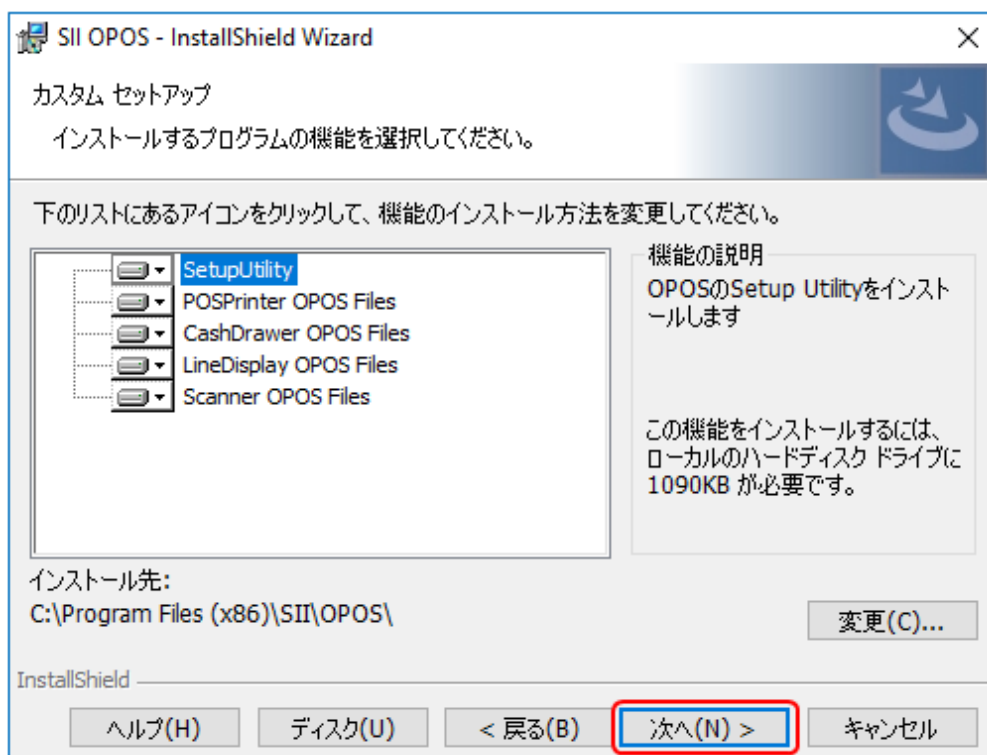 SII OPOS - InstallShield Wizard
カスタム セットアップ
インストールするプログラムの機能を選択してください。
下のリストにあるアイコンをクリックして、機能のインストール方法を変更してください。
SetupUtility
POSPrinter OPOS Files
CashDrawer OPOS Files
LineDisplay OPOS Files
Scanner OPOS Files
機能の説明
OPOSのSetup Utilityをインスト
ールします
この機能をインストールするには、
ローカルのハードディスク ドライブに
1090KB が必要です。
インストール先:
C:\Program Files (x86)\SII\OPOS\
変更(C)...
InstallShield
ヘルプ(H)
ディスク(U)
< 戻る(B)
次へ(N) >
キャンセル